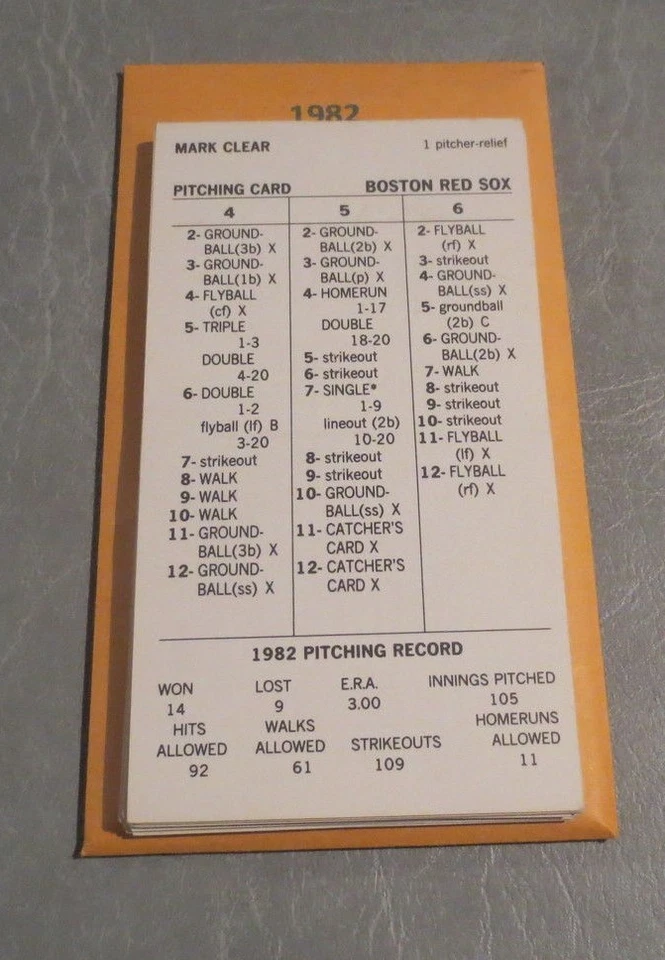 1982
MARK CLEAR 1 pitcher-relief
PITCHING CARD BOSTON RED SOX
4 5 6
2- GROUND-
BALL(3b) X
3- GROUND-
BALL(1b) X
4- FLYBALL
(cf) X
5- TRIPLE
1-3
DOUBLE
4-20
6- DOUBLE
1-2
flyball (lf) B
3-20
7- strikeout
8- WALK
9- WALK
10- WALK
11- GROUND-
BALL(3b) X
12- GROUND-
BALL(ss) X
2- GROUND-
BALL(2b) X
3- GROUND-
BALL(p) X
4- HOMERUN
1-17
DOUBLE
18-20
5- strikeout
6- strikeout
7- SINGLE*
1-9
lineout (2b)
10-20
8- strikeout
9- strikeout
10- GROUND-
BALL(ss) X
11- CATCHER'S
CARD X
12- CATCHER'S
CARD X
2- FLYBALL
(rf) X
3- strikeout
4- GROUND-
BALL(ss) X
5- groundball
(2b) C
6- GROUND-
BALL(2b) X
7- WALK
8- strikeout
9- strikeout
10- strikeout
11- FLYBALL
(lf) X
12- FLYBALL
(rf) X
1982 PITCHING RECORD
WON LOST E.R.A. INNINGS PITCHED
14 9 3.00 105
HITS WALKS HOMERUNS
ALLOWED ALLOWED STRIKEOUTS ALLOWED
92 61 109 11